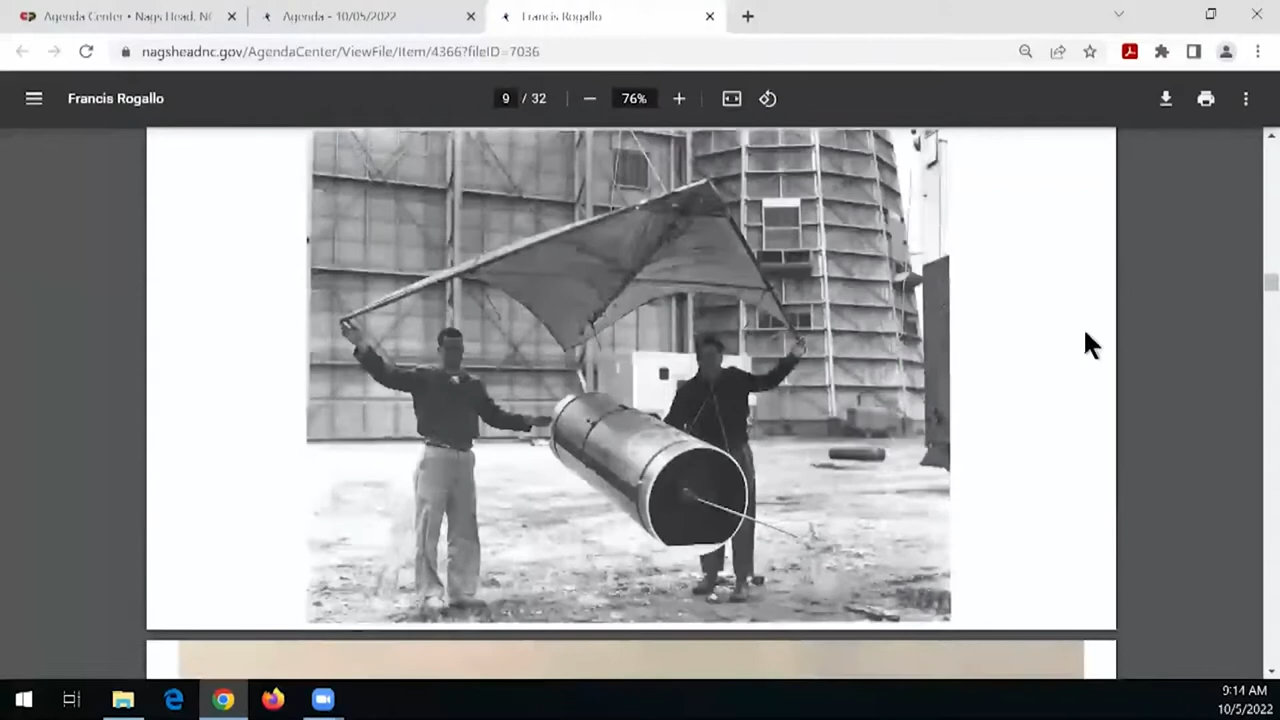 Agenda Center • Nags Head, NC
Agenda - 10/05/2022
Francis Rogallo
nagsheadnc.gov/AgendaCenter/ViewFile/Item/4366?fileID=7036
Francis Rogallo
9 / 32
76%
9:14 AM
10/5/2022